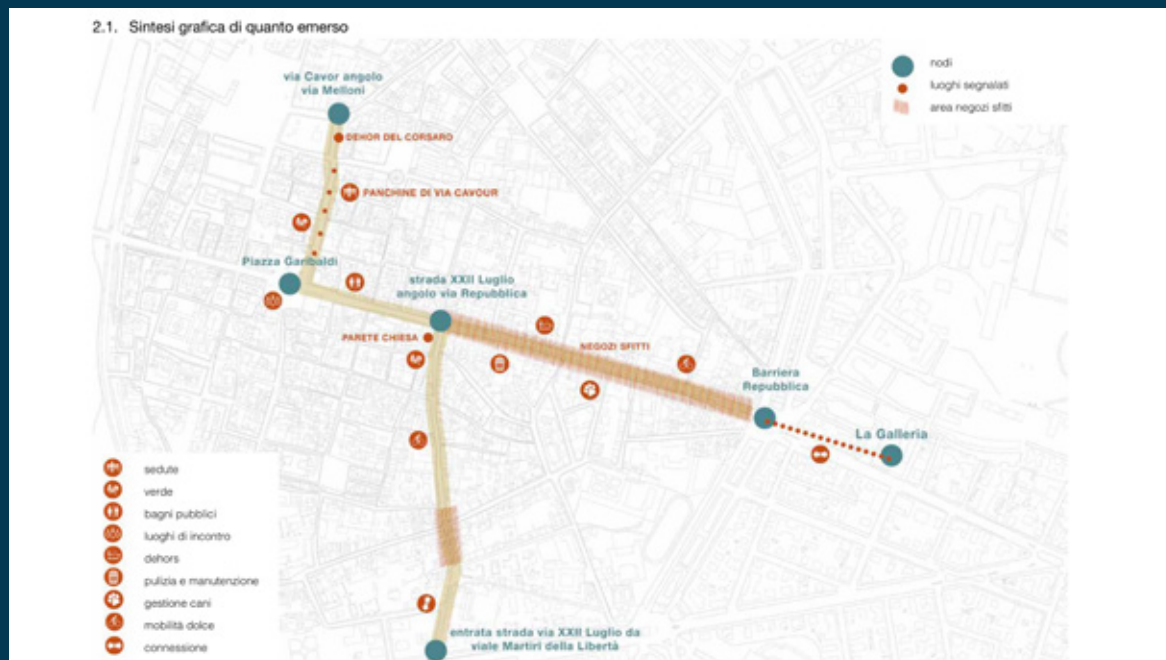 2.1. Sintesi grafica di quanto emerso
nodi
luoghi segnalati
area negozi sfitti
via Cavor angolo
via Melloni
DEHOR DEL CORSARO
PANCHINE DI VIA CAVOUR
Piazza Garibaldi
strada XXII Luglio
angolo via Repubblica
PARETE CHIESA
NEGOZI SFITTI
Barriera
Repubblica
La Galleria
sedute
verde
bagni pubblici
luoghi di incontro
dehors
pulizia e manutenzione
gestione cani
mobilità dolce
connessione
entrata strada via XXII Luglio da
viale Martiri della Libertà